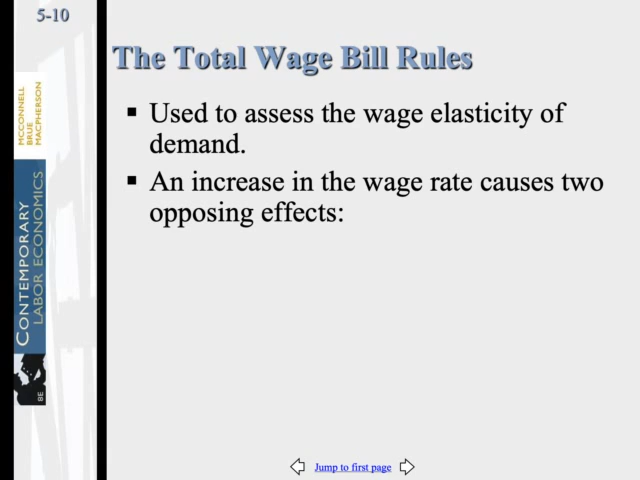 5-10
The Total Wage Bill Rules
▪ Used to assess the wage elasticity of
demand.
▪ An increase in the wage rate causes two
opposing effects:
MCCONNELL
BRUE
MACPHERSON
CONTEMPORARY
LABOR ECONOMICS
8E
Jump to first page